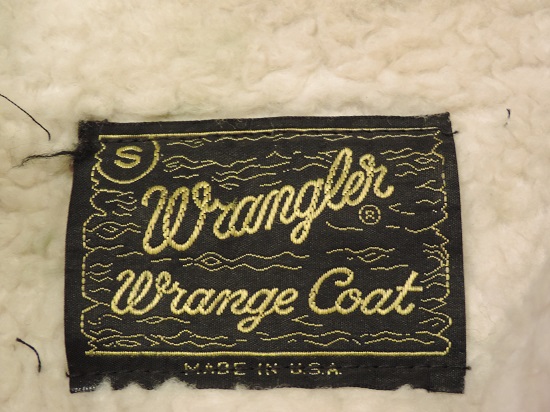 S
Wrangler ®
Wrange Coat
MADE IN U.S.A.